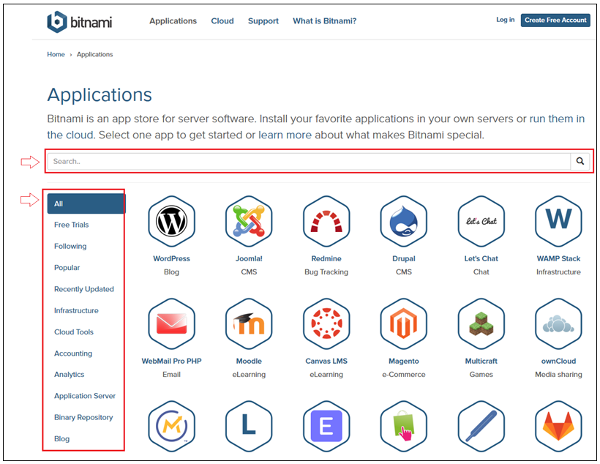 bitnami
Applications Cloud Support What is Bitnami?
Log in Create Free Account
Home › Applications
Applications
Bitnami is an app store for server software. Install your favorite applications in your own servers or run them in
the cloud. Select one app to get started or learn more about what makes Bitnami special.
Search..
All
Free Trials
Following
Popular
Recently Updated
Infrastructure
Cloud Tools
Accounting
Analytics
Application Server
Binary Repository
Blog
W
Let's Chat
W
WordPress Joomla! Redmine Drupal Let's Chat WAMP Stack
Blog CMS Bug Tracking CMS Chat Infrastructure
m
WebMail Pro PHP Moodle Canvas LMS Magento Multicraft ownCloud
Email eLearning eLearning e-Commerce Games Media sharing
L E